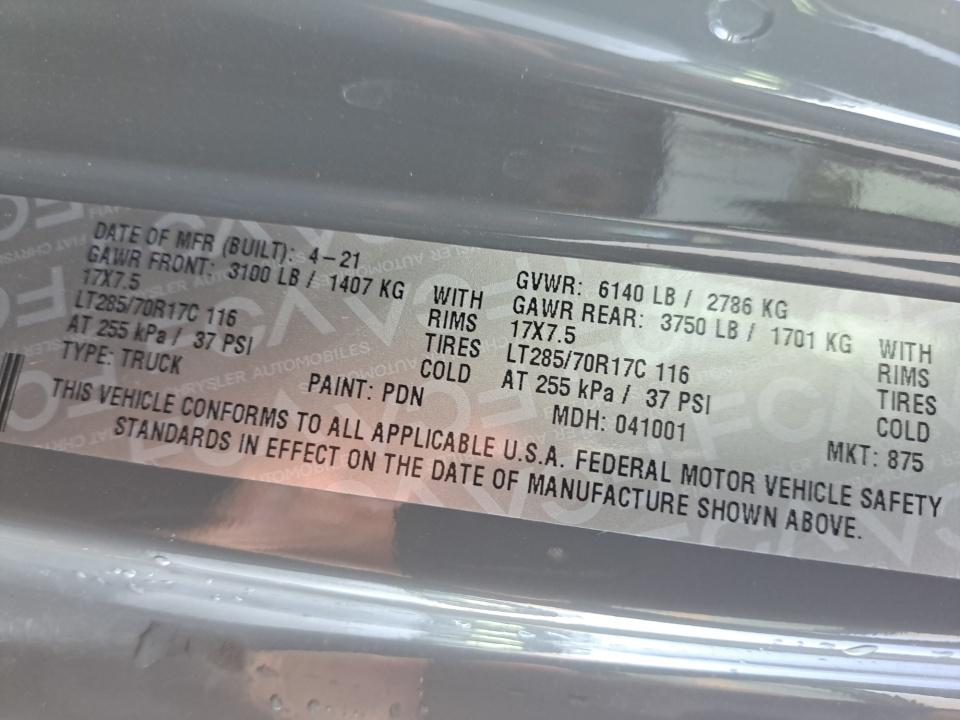 DATE OF MFR (BUILT): 4-21 GVWR: 6140 LB / 2786 KG
GAWR FRONT: 3100 LB / 1407 KG WITH GAWR REAR: 3750 LB / 1701 KG WITH
17X7.5 RIMS 17X7.5 RIMS
LT285/70R17C 116 TIRES LT285/70R17C 116 TIRES
AT 255 kPa / 37 PSI COLD AT 255 kPa / 37 PSI COLD
TYPE: TRUCK PAINT: PDN MDH: 041001 MKT: 875
THIS VEHICLE CONFORMS TO ALL APPLICABLE U.S.A. FEDERAL MOTOR VEHICLE SAFETY
STANDARDS IN EFFECT ON THE DATE OF MANUFACTURE SHOWN ABOVE.